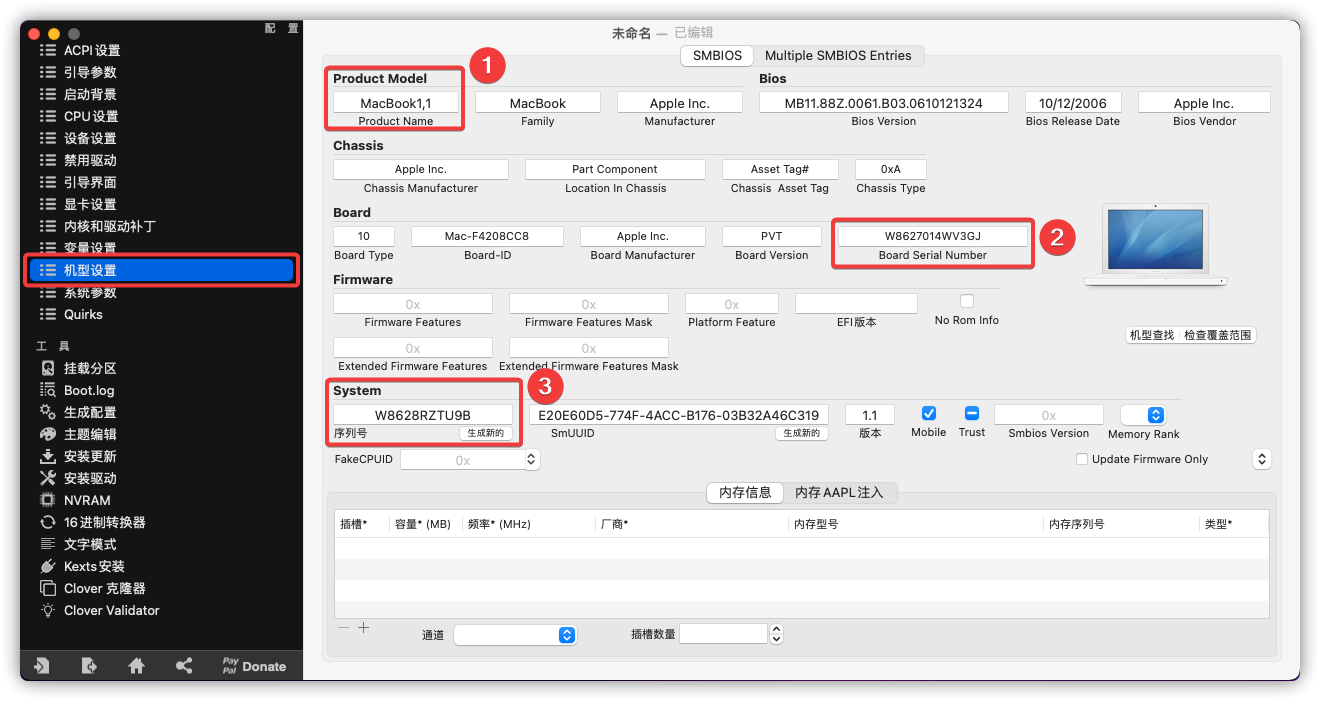 配 置
ACPI 设置
引导参数
启动背景
CPU 设置
设备设置
禁用驱动
引导界面
显卡设置
内核和驱动补丁
变量设置
机型设置
系统参数
Quirks
工 具
挂载分区
Boot.log
生成配置
主题编辑
安装更新
安装驱动
NVRAM
16 进制转换器
文字模式
Kexts 安装
Clover 克隆器
Clover Validator
Pay Pal Donate
未命名 — 已编辑
SMBIOS Multiple SMBIOS Entries
1
Product Model Bios
MacBook1,1 MacBook Apple Inc. MB11.88Z.0061.B03.0610121324 10/12/2006 Apple Inc.
Product Name Family Manufacturer Bios Version Bios Release Date Bios Vendor
Chassis
Apple Inc. Part Component Asset Tag# 0xA
Chassis Manufacturer Location In Chassis Chassis Asset Tag Chassis Type
Board
10 Mac-F4208CC8 Apple Inc. PVT W8627014WV3GJ 2
Board Type Board-ID Board Manufacturer Board Version Board Serial Number
Firmware
0x 0x 0x
Firmware Features Firmware Features Mask Platform Feature EFI版本 No Rom Info
0x 0x
Extended Firmware Features Extended Firmware Features Mask
机型查找 检查覆盖范围
System 3
W8628RZTU9B E20E60D5-774F-4ACC-B176-03B32A46C319 1.1 0x
序列号 生成新的 SmUUID 生成新的 版本 Mobile Trust Smbios Version Memory Rank
FakeCPUID 0x Update Firmware Only
内存信息 内存 AAPL 注入
插槽* 容量* (MB) 频率* (MHz) 厂商* 内存型号 内存序列号 类型*
— + 通道 插槽数量